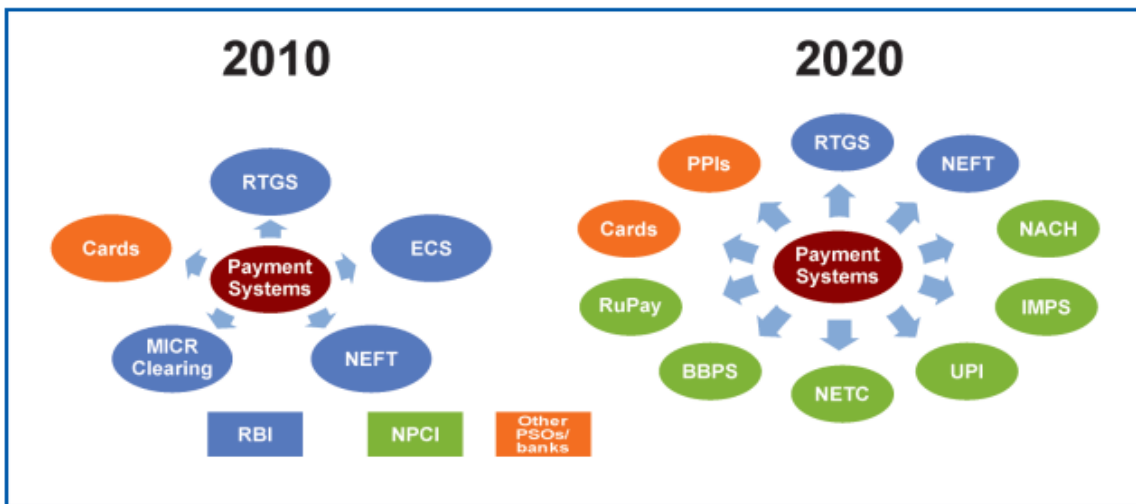 2010
RTGS
Cards
ECS
Payment
Systems
MICR
Clearing
NEFT
2020
RTGS
PPIs
NEFT
Cards
NACH
Payment
Systems
RuPay
IMPS
BBPS
UPI
NETC
RBI
NPCI
Other
PSOs/
banks